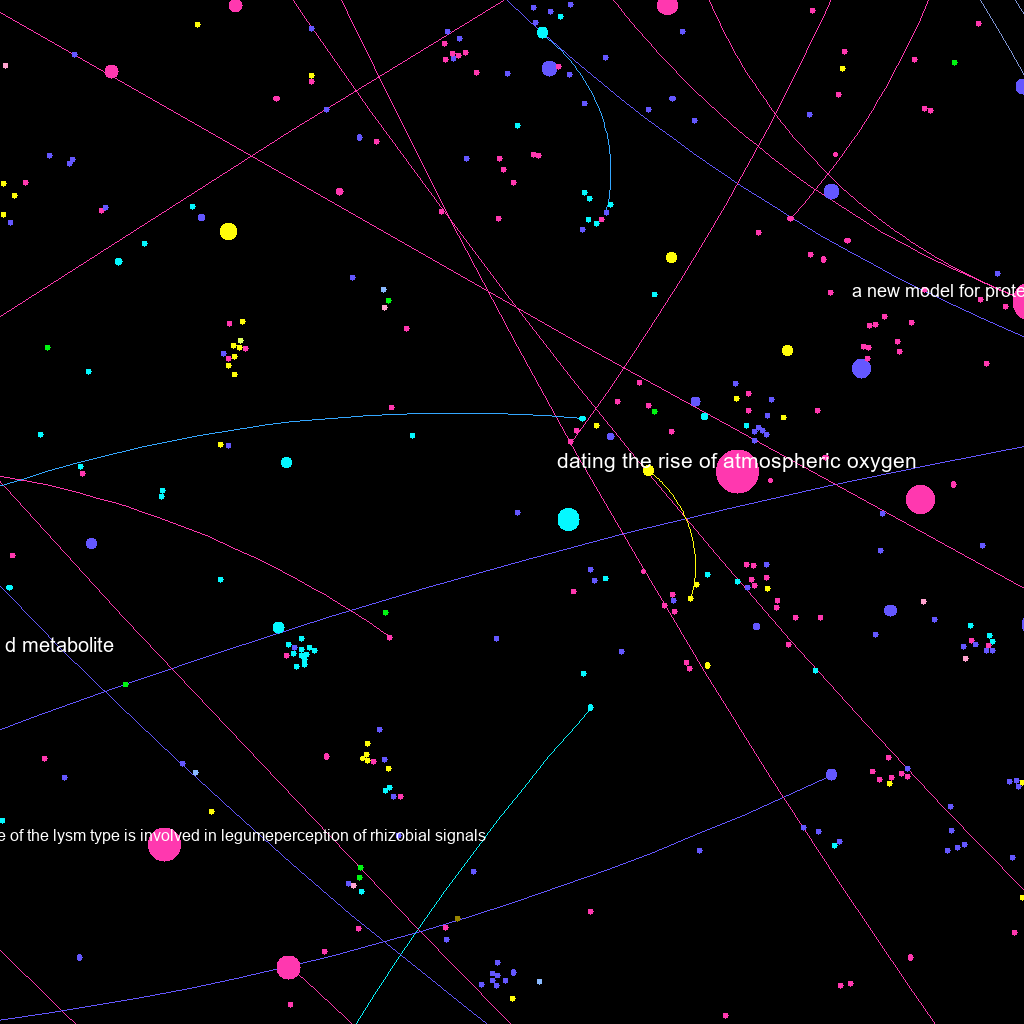 a new model for prote
dating the rise of atmospheric oxygen
d metabolite
e of the lysm type is involved in legumeperception of rhizobial signals